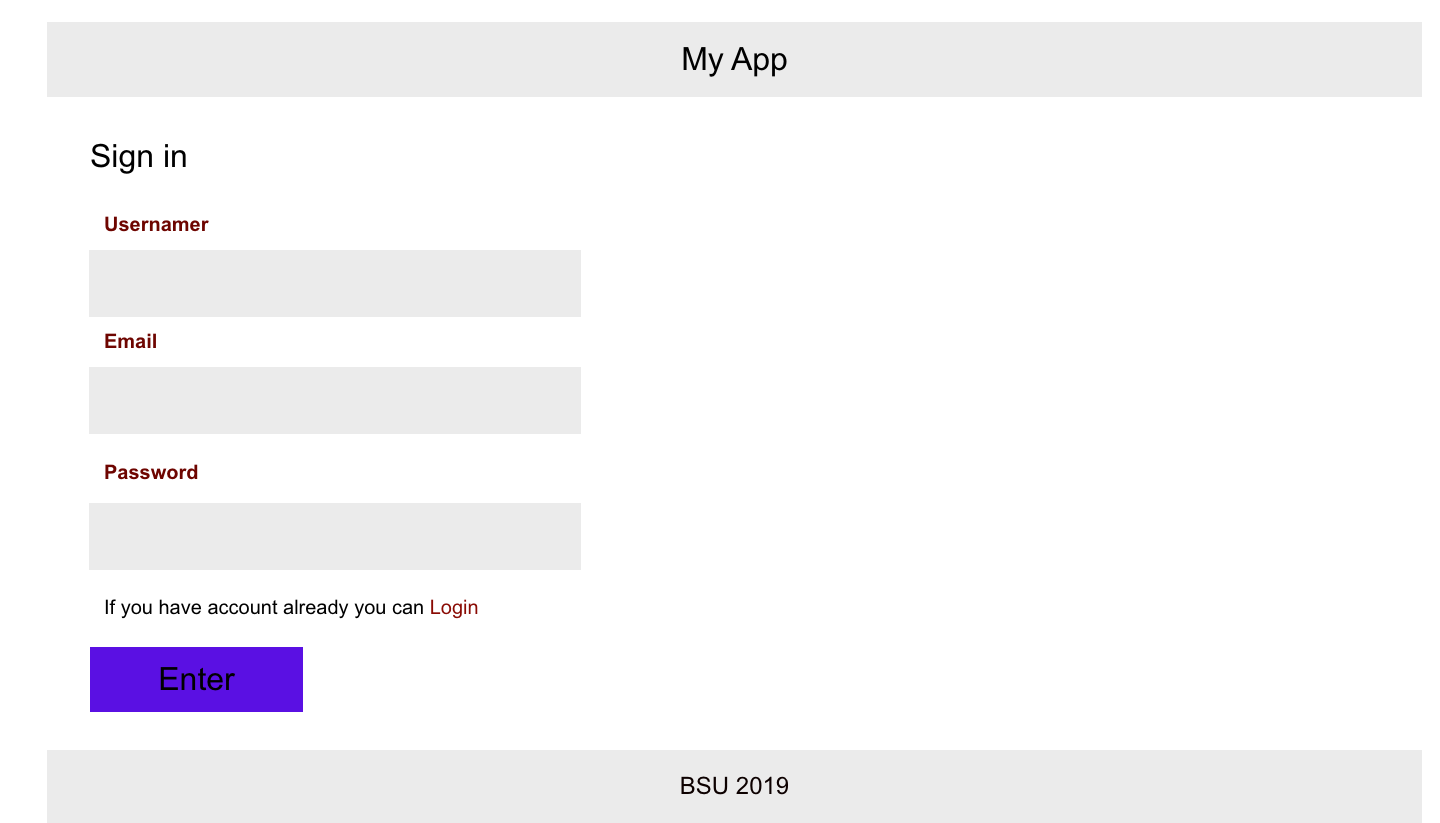 My App
Sign in
Usernamer
Email
Password
If you have account already you can Login
Enter
BSU 2019